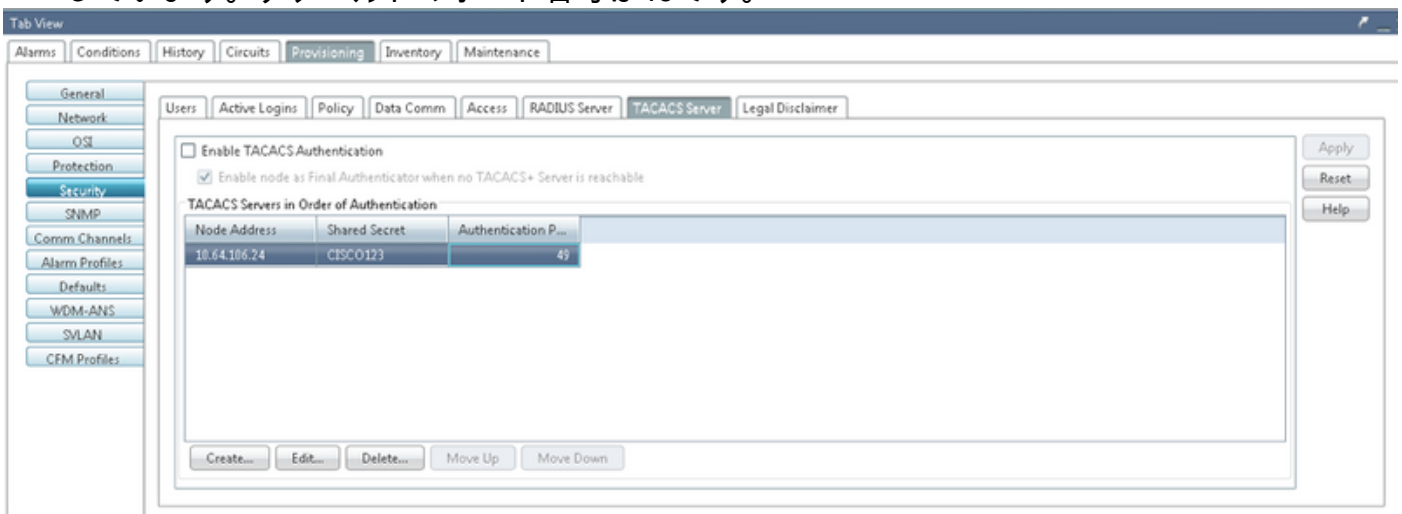 Tab View
Alarms Conditions History Circuits Provisioning Inventory Maintenance
General
Network
OSI
Protection
Security
SNMP
Comm Channels
Alarm Profiles
Defaults
WDM-ANS
SVLAN
CFM Profiles
Users Active Logins Policy Data Comm Access RADIUS Server TACACS Server Legal Disclaimer
Enable TACACS Authentication
Enable node as Final Authenticator when no TACACS+ Server is reachable
TACACS Servers in Order of Authentication
Node Address Shared Secret Authentication P...
10.64.106.24 CISCO123 49
Create... Edit... Delete... Move Up Move Down
Apply
Reset
Help